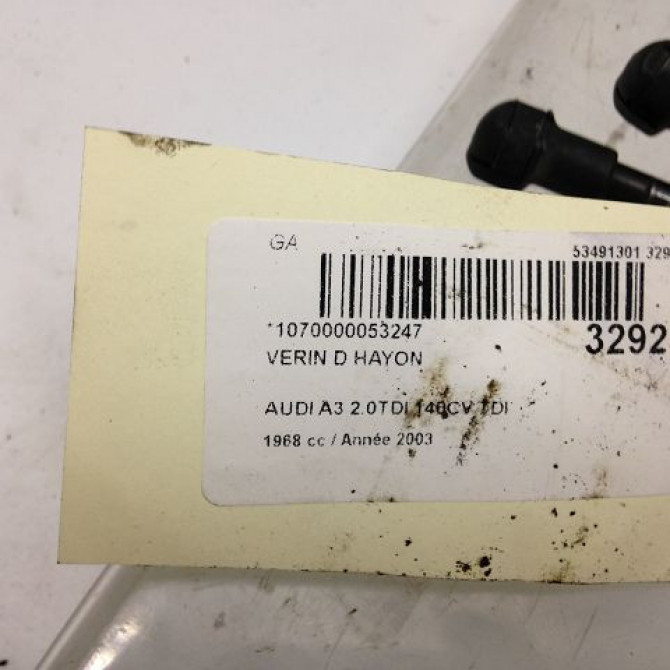 GA
53491301 329
*1070000053247
3292
VERIN D HAYON
AUDI A3 2.0TDI 140CV TDI
1968 cc / Année 2003